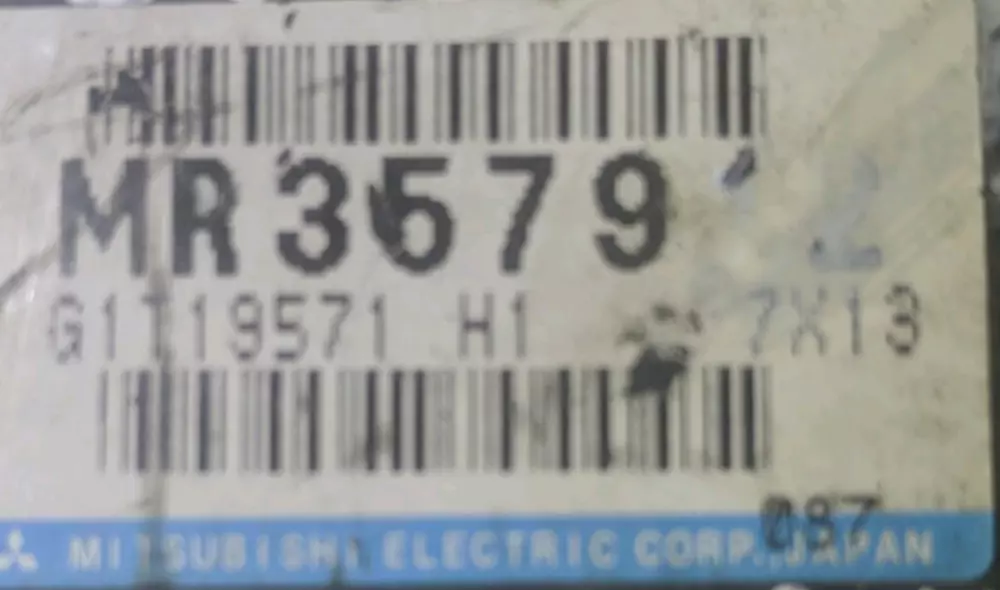 MR3579
G1T19571 H1 7X13
087
MITSUBISHI ELECTRIC CORP., JAPAN